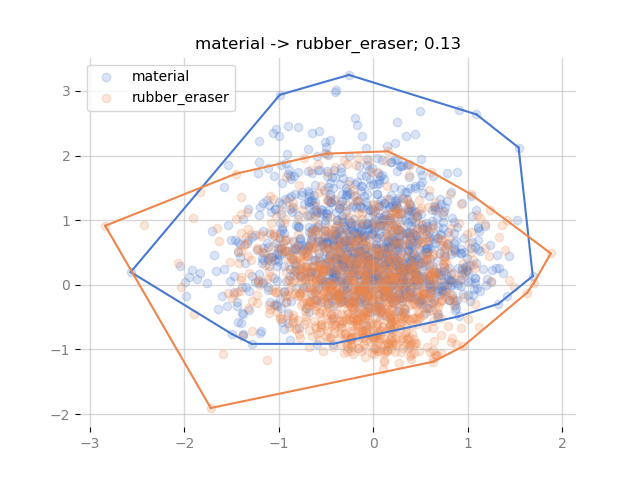 material -> rubber_eraser; 0.13
material
rubber_eraser
3
2
1
0
−1
−2
−3 −2 −1 0 1 2